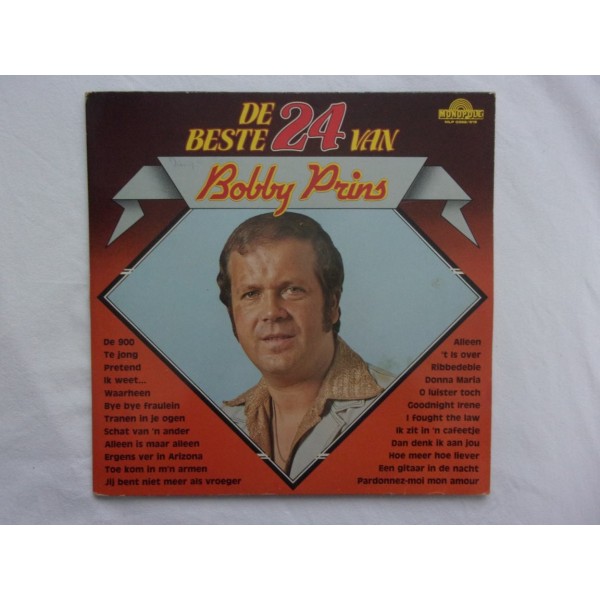 DE
BESTE 24 VAN
MONOPOLE
Bobby Prins
De 900
Te jong
Pretend
Ik weet...
Waarheen
Bye bye fraulein
Tranen in je ogen
Schat van 'n ander
Alleen is maar alleen
Ergens ver in Arizona
Toe kom in m'n armen
Jij bent niet meer als vroeger
Alleen
't Is over
Ribbedebie
Donna Maria
O luister toch
Goodnight Irene
I fought the law
Ik zit in 'n cafeetje
Dan denk ik aan jou
Hoe meer hoe liever
Een gitaar in de nacht
Pardonnez-moi mon amour